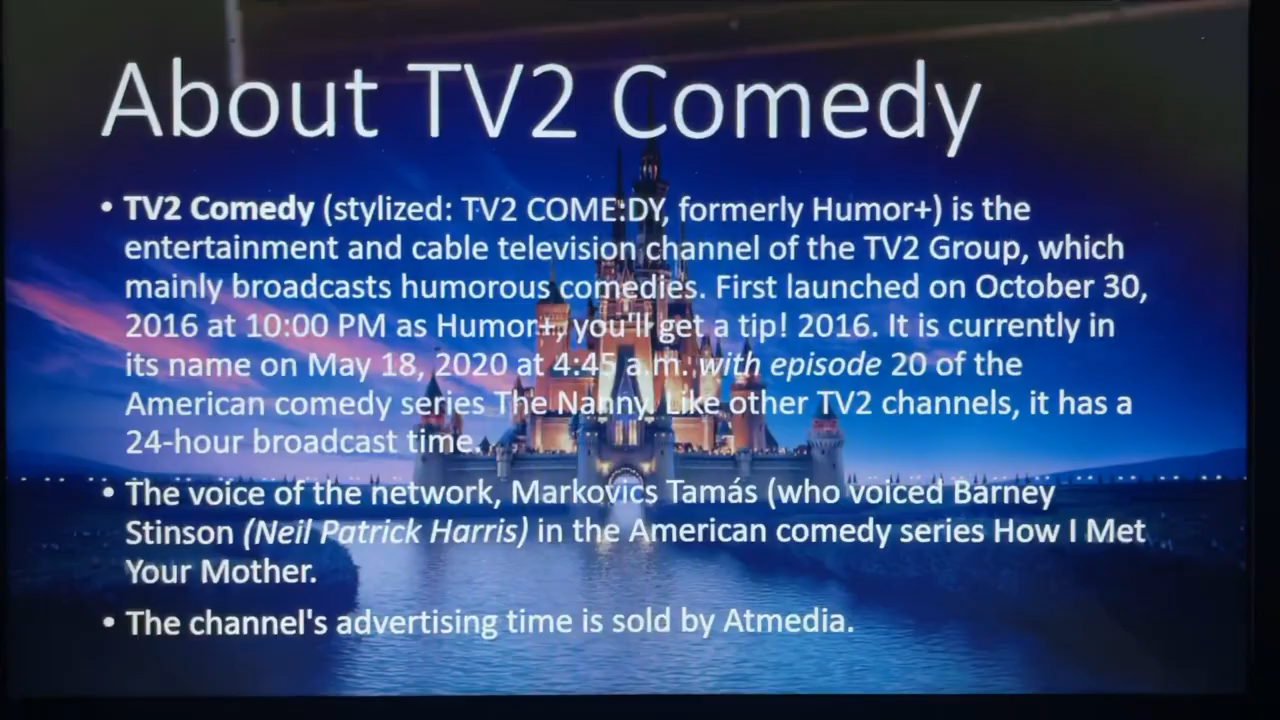 About TV2 Comedy
• TV2 Comedy (stylized: TV2 COME:DY, formerly Humor+) is the
entertainment and cable television channel of the TV2 Group, which
mainly broadcasts humorous comedies. First launched on October 30,
2016 at 10:00 PM as Humor+, you'll get a tip! 2016. It is currently in
its name on May 18, 2020 at 4:45 a.m. with episode 20 of the
American comedy series The Nanny. Like other TV2 channels, it has a
24-hour broadcast time.
• The voice of the network, Markovics Tamás (who voiced Barney
Stinson (Neil Patrick Harris) in the American comedy series How I Met
Your Mother.
• The channel's advertising time is sold by Atmedia.